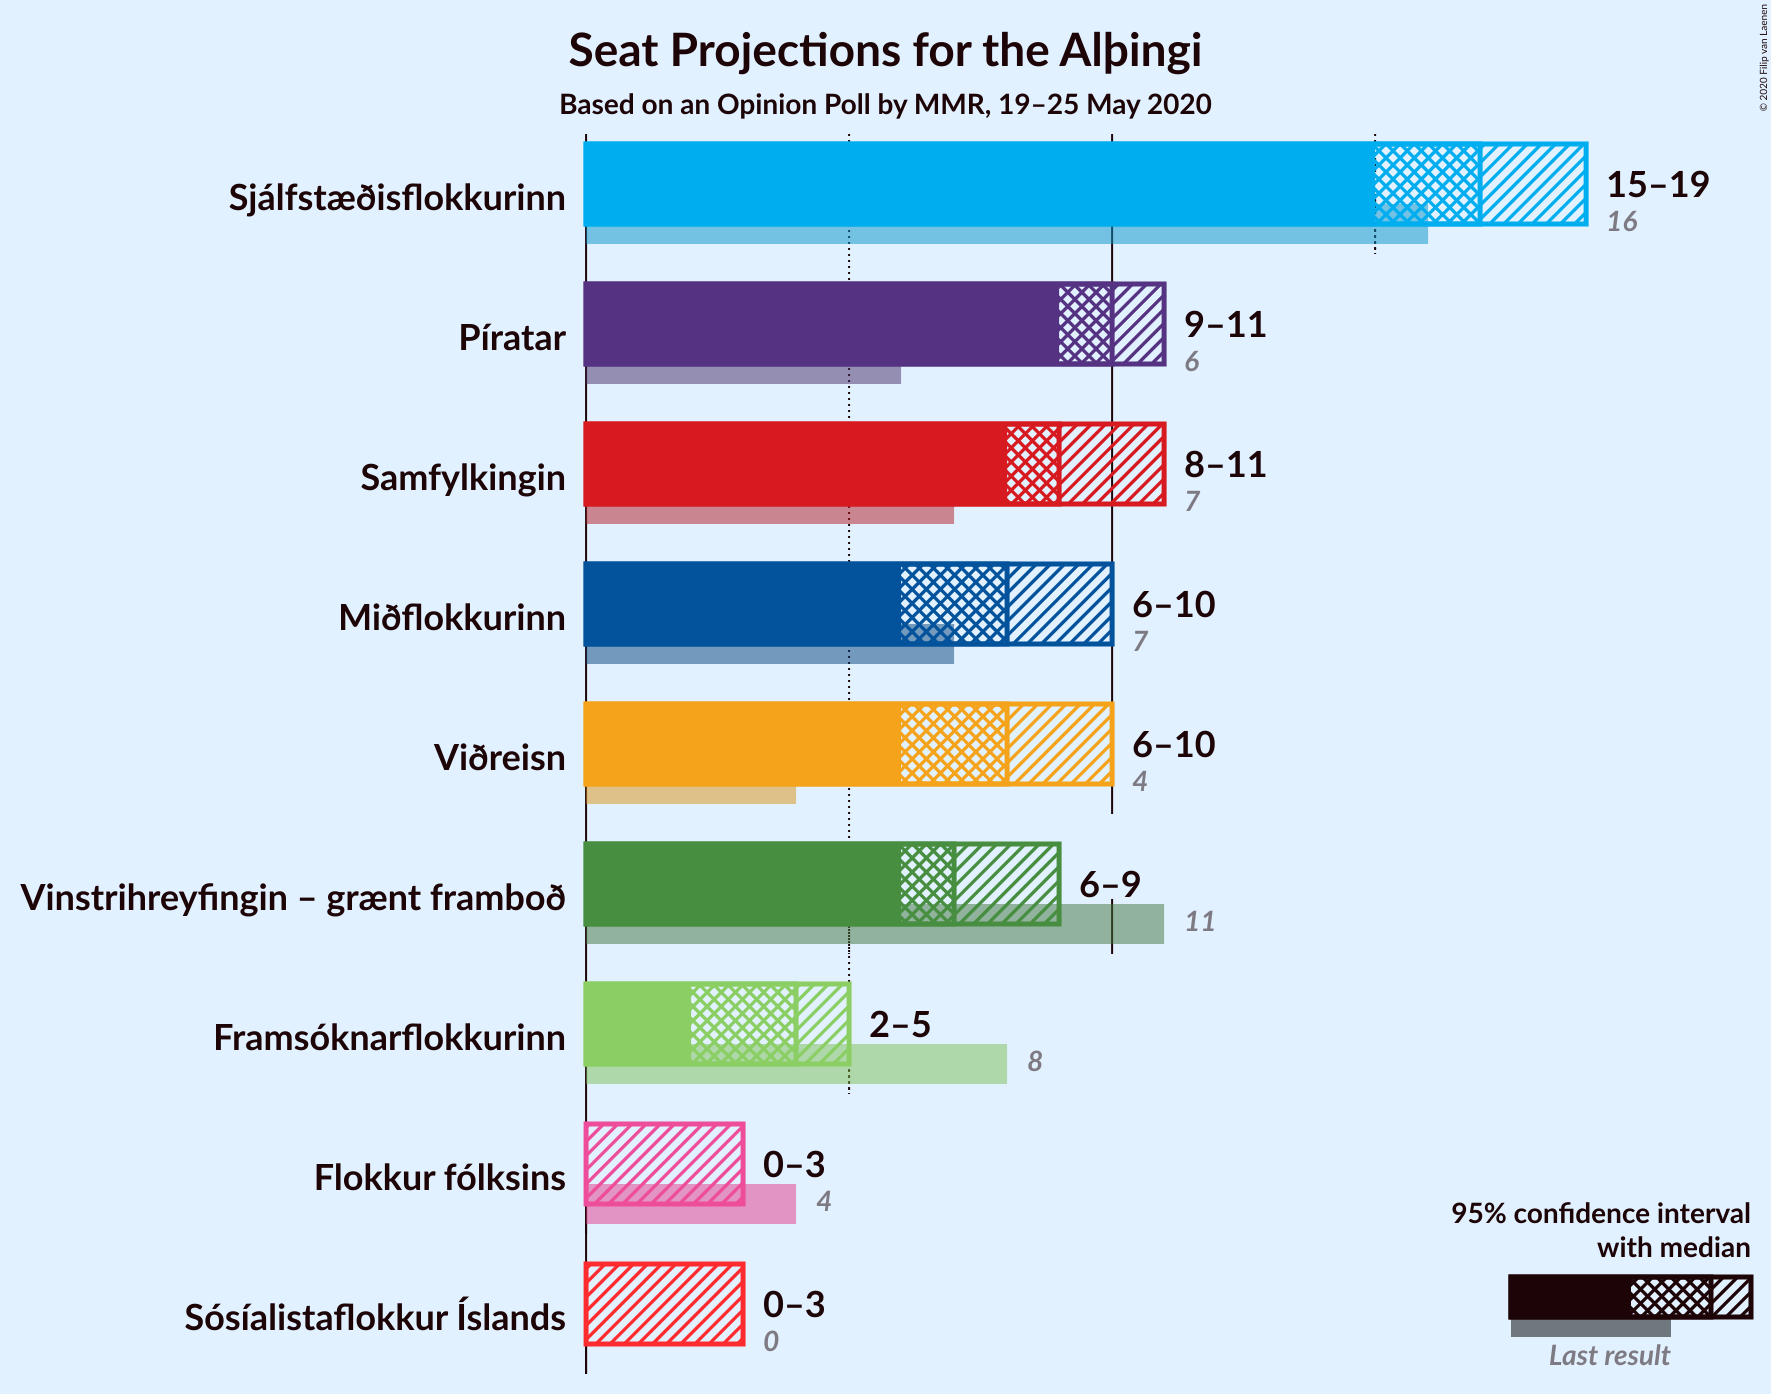 Seat Projections for the Alþingi
Based on an Opinion Poll by MMR, 19–25 May 2020
© 2020 Filip van Laenen
Sjálfstæðisflokkurinn
15–19
16
Píratar
9–11
6
Samfylkingin
8–11
7
Miðflokkurinn
6–10
7
Viðreisn
6–10
4
Vinstrihreyfingin – grænt framboð
6–9
11
Framsóknarflokkurinn
2–5
8
Flokkur fólksins
0–3
4
Sósíalistaflokkur Íslands
0–3
0
95% confidence interval
with median
Last result